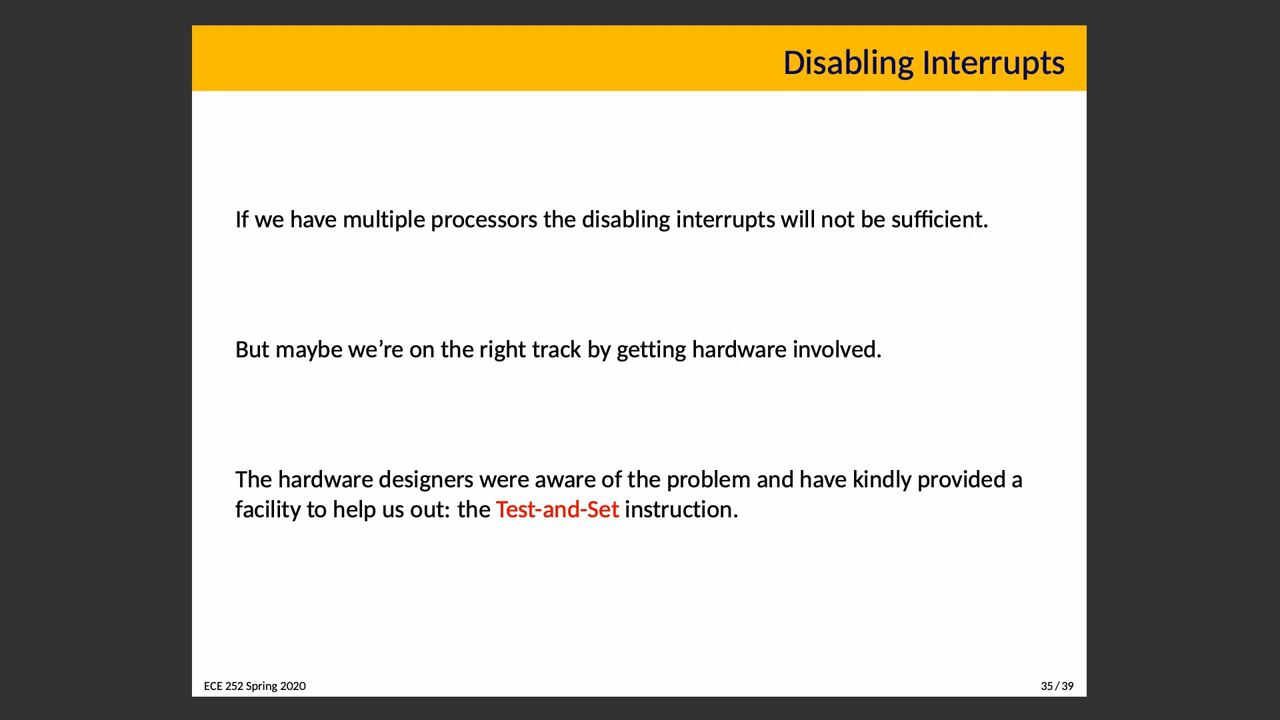 Disabling Interrupts
If we have multiple processors the disabling interrupts will not be sufficient.
But maybe we’re on the right track by getting hardware involved.
The hardware designers were aware of the problem and have kindly provided a
facility to help us out: the Test-and-Set instruction.
ECE 252 Spring 2020
35 / 39